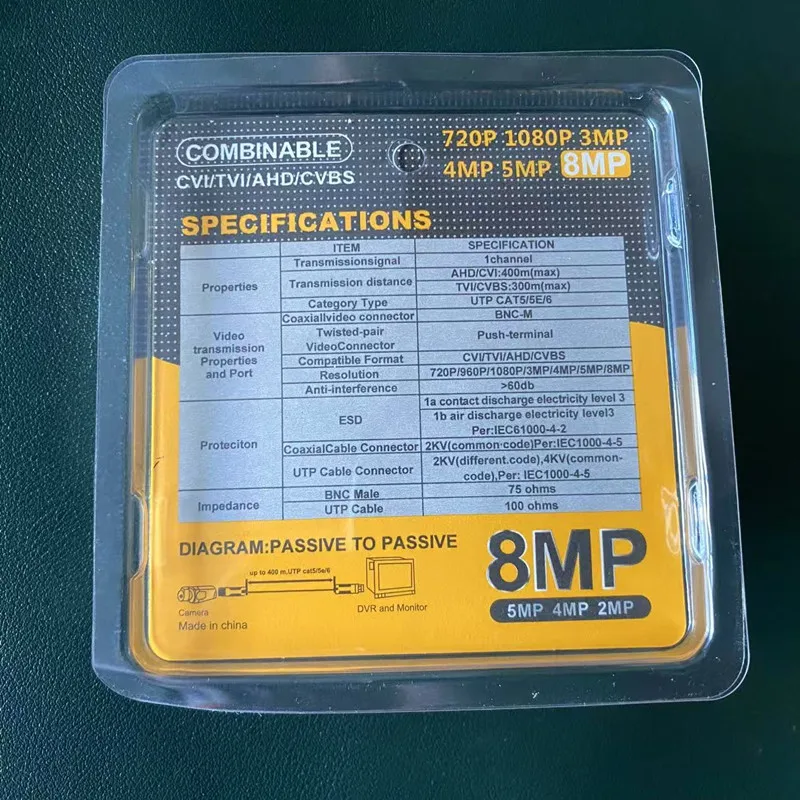 COMBINABLE
CVI/TVI/AHD/CVBS
720P 1080P 3MP
4MP 5MP 8MP
SPECIFICATIONS
ITEM SPECIFICATION
Properties
Transmissionsignal 1channel
Transmission distance AHD/CVI:400m(max)
TVI/CVBS:300m(max)
Category Type UTP CAT5/5E/6
Video
transmission
Properties
and Port
Coaxiallvideo connector BNC-M
Twisted-pair
VideoConnector
Push-terminal
Compatible Format CVI/TVI/AHD/CVBS
Resolution 720P/960P/1080P/3MP/4MP/5MP/8MP
Anti-interference >60db
Proteciton
ESD
1a contact discharge electricity level 3
1b air discharge electricity level3
Per:IEC61000-4-2
CoaxialCable Connector 2KV(common-code)Per:IEC1000-4-5
UTP Cable Connector
2KV(different.code),4KV(common-
code),Per: IEC1000-4-5
Impedance
BNC Male 75 ohms
UTP Cable 100 ohms
DIAGRAM:PASSIVE TO PASSIVE
up to 400 m.UTP cat5/5e/6
Camera
DVR and Monitor
Made in china
8MP
5MP 4MP 2MP